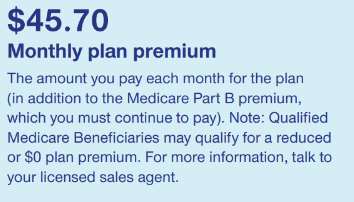 $45.70
Monthly plan premium
The amount you pay each month for the plan
(in addition to the Medicare Part B premium,
which you must continue to pay). Note: Qualified
Medicare Beneficiaries may qualify for a reduced
or $0 plan premium. For more information, talk to
your licensed sales agent.